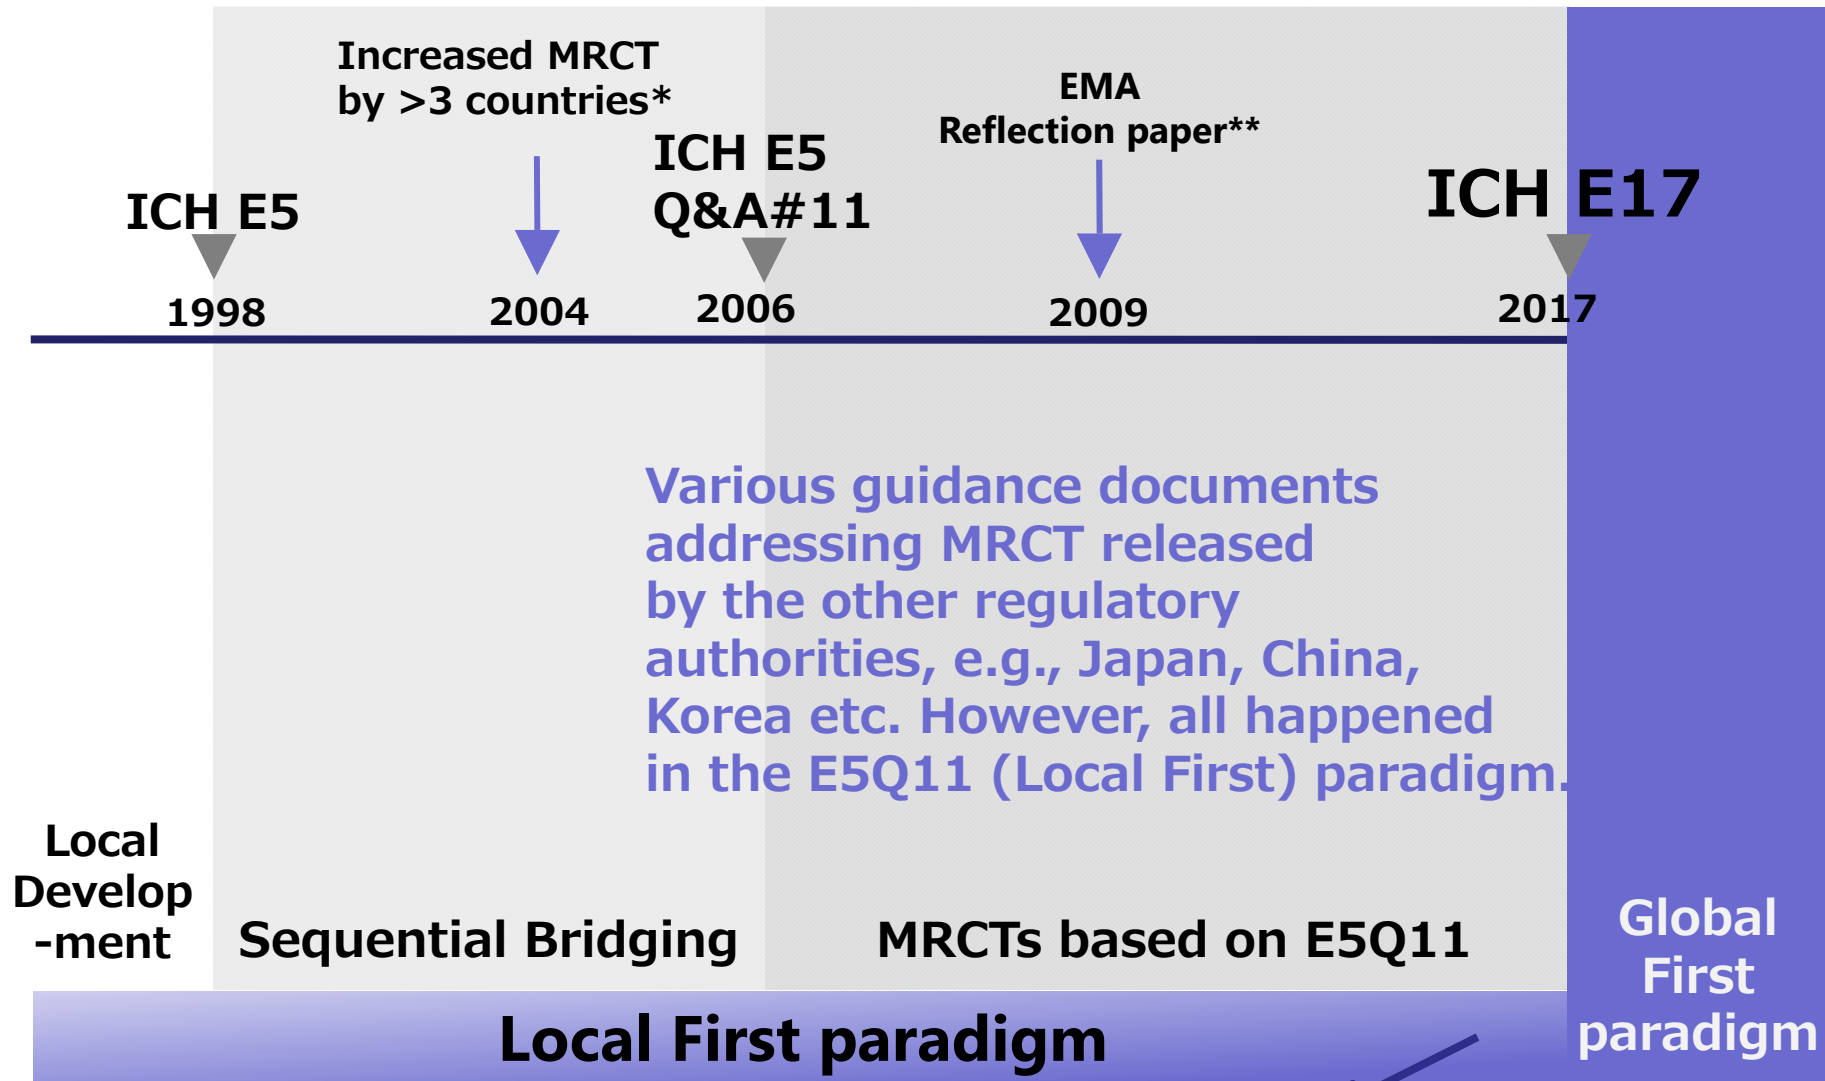 Increased MRCT
by >3 countries*
EMA
Reflection paper**
ICH E5
ICH E5
Q&A#11
ICH E17
1998
2004
2006
2009
2017
Various guidance documents
addressing MRCT released
by the other regulatory
authorities, e.g., Japan, China,
Korea etc. However, all happened
in the E5Q11 (Local First) paradigm.
Local
Develop
-ment
Sequential Bridging
MRCTs based on E5Q11
Global
First
paradigm
Local First paradigm